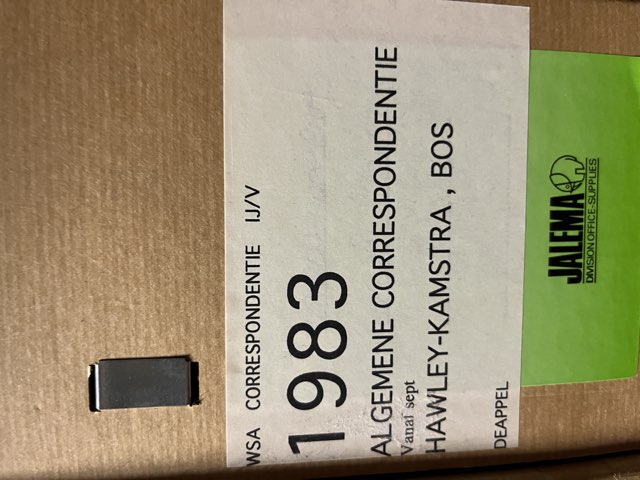 WSA CORRESPONDENTIE IJ/V
1983
ALGEMENE CORRESPONDENTIE
Vanaf sept
HAWLEY-KAMSTRA , BOS
DEAPPEL
JALEMA
DIVISION OFFICE-SUPPLIES